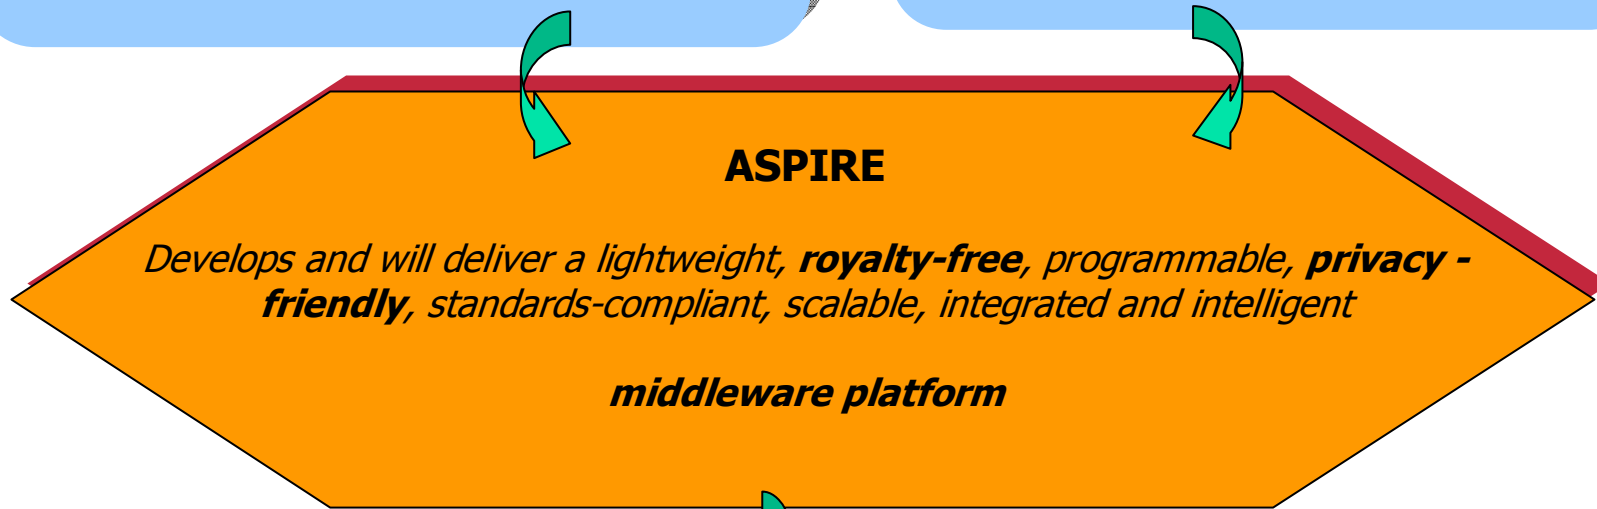 ASPIRE
Develops and will deliver a lightweight, royalty-free, programmable, privacy -
friendly, standards-compliant, scalable, integrated and intelligent
middleware platform